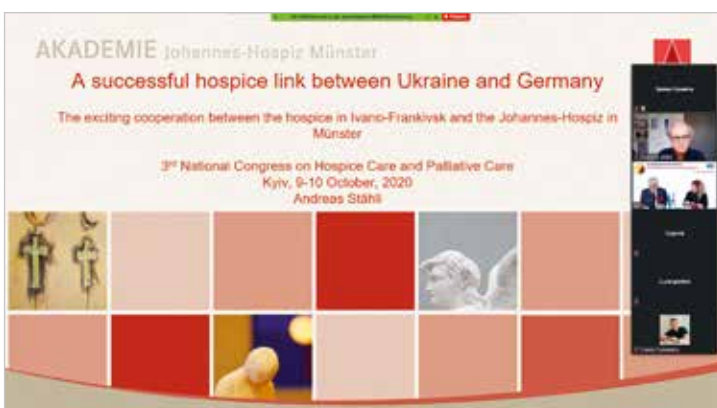 AKADEMIE Johannes-Hospiz Münster
A successful hospice link between Ukraine and Germany
The exciting cooperation between the hospice in Ivano-Frankivsk and the Johannes-Hospiz in
Münster
3rd National Congress on Hospice Care and Palliative Care
Kyiv, 9-10 October, 2020
Andreas Stähli